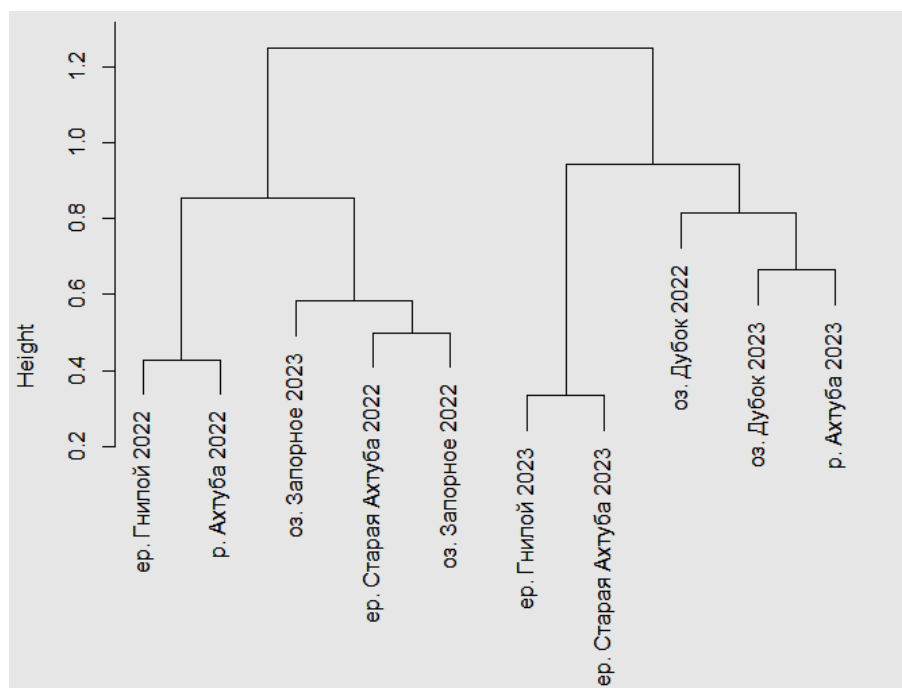 Height
1.2
1.0
0.8
0.6
0.4
0.2
ер. Гнилой 2022
р. Ахтуба 2022
оз. Запорное 2023
ер. Старая Ахтуба 2022
оз. Запорное 2022
ер. Гнилой 2023
ер. Старая Ахтуба 2023
оз. Дубок 2022
оз. Дубок 2023
р. Ахтуба 2023